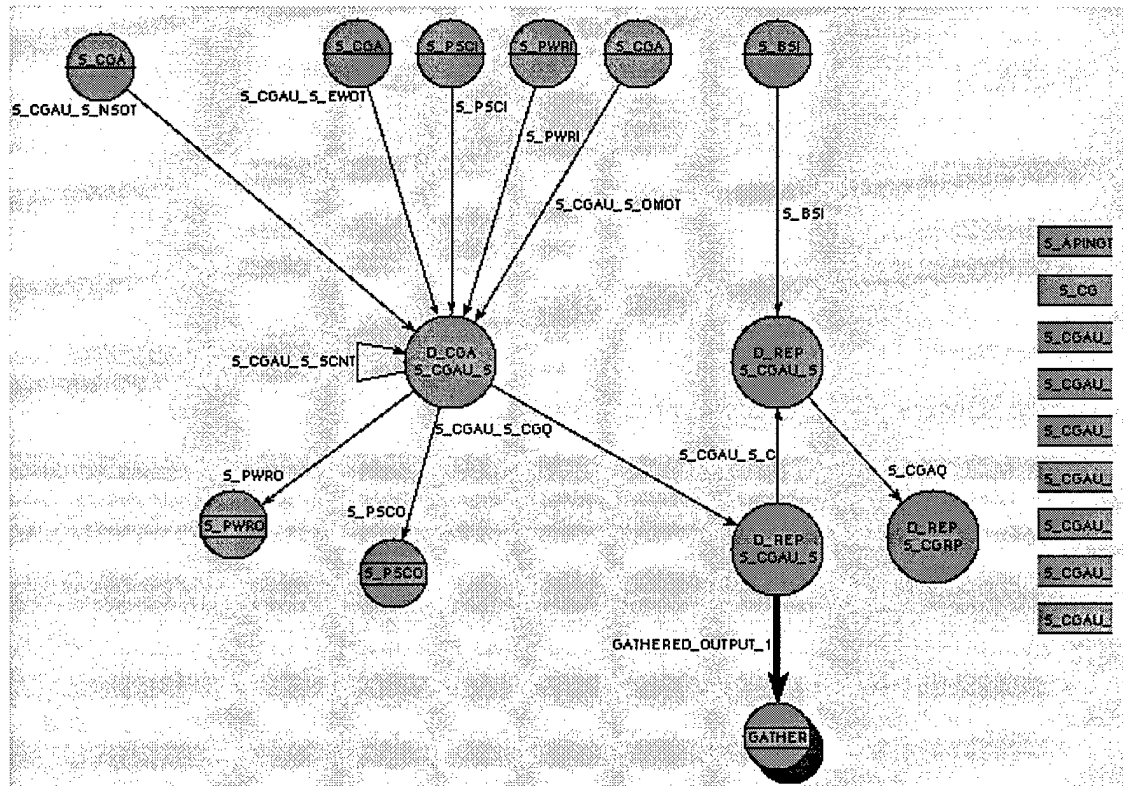 S_CGA
S_CGA
S_PSCI
S_PWRI
S_CGA
S_BSI
S_CGAU_S_NSOT
S_CGAU_S_EWOT
S_PSCI
S_PWRI
S_CGAU_S_OMOT
S_BSI
S_APINGT
S_CG
S_CGAU_
S_CGAU_
S_CGAU_
S_CGAU_
S_CGAU_
S_CGAU_
S_CGAU_
S_CGAU_S_SCNT
D_CGA
S_CGAU_S
D_REP
S_CGAU_S
S_CGAU_S_CGQ
S_CGAU_S_C
S_CGAQ
S_PWRO
S_PSCO
S_PWRO
S_PSCO
D_REP
S_CGAU_S
D_REP
S_CGRP
GATHERED_OUTPUT_1
GATHER